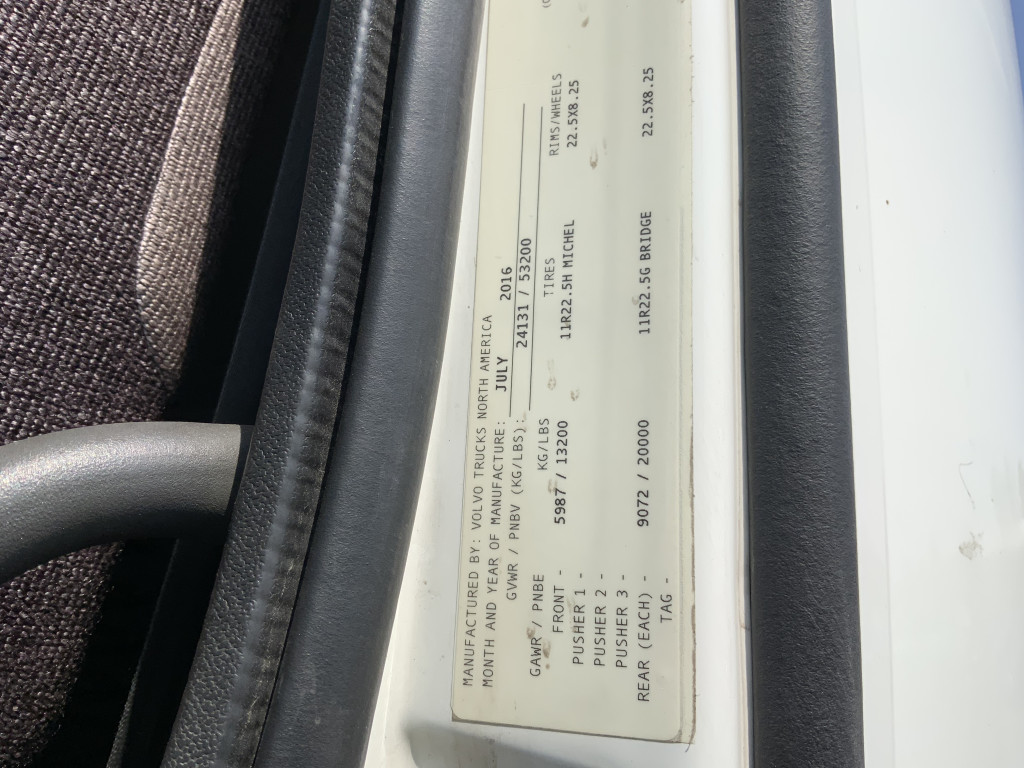 MANUFACTURED BY: VOLVO TRUCKS NORTH AMERICA
MONTH AND YEAR OF MANUFACTURE: JULY 2016
GVWR / PNBV (KG/LBS): 24131 / 53200
GAWR / PNBE KG/LBS TIRES RIMS/WHEELS
FRONT - 5987 / 13200 11R22.5H MICHEL 22.5X8.25
PUSHER 1 -
PUSHER 2 -
PUSHER 3 -
REAR (EACH) - 9072 / 20000 11R22.5G BRIDGE 22.5X8.25
TAG -